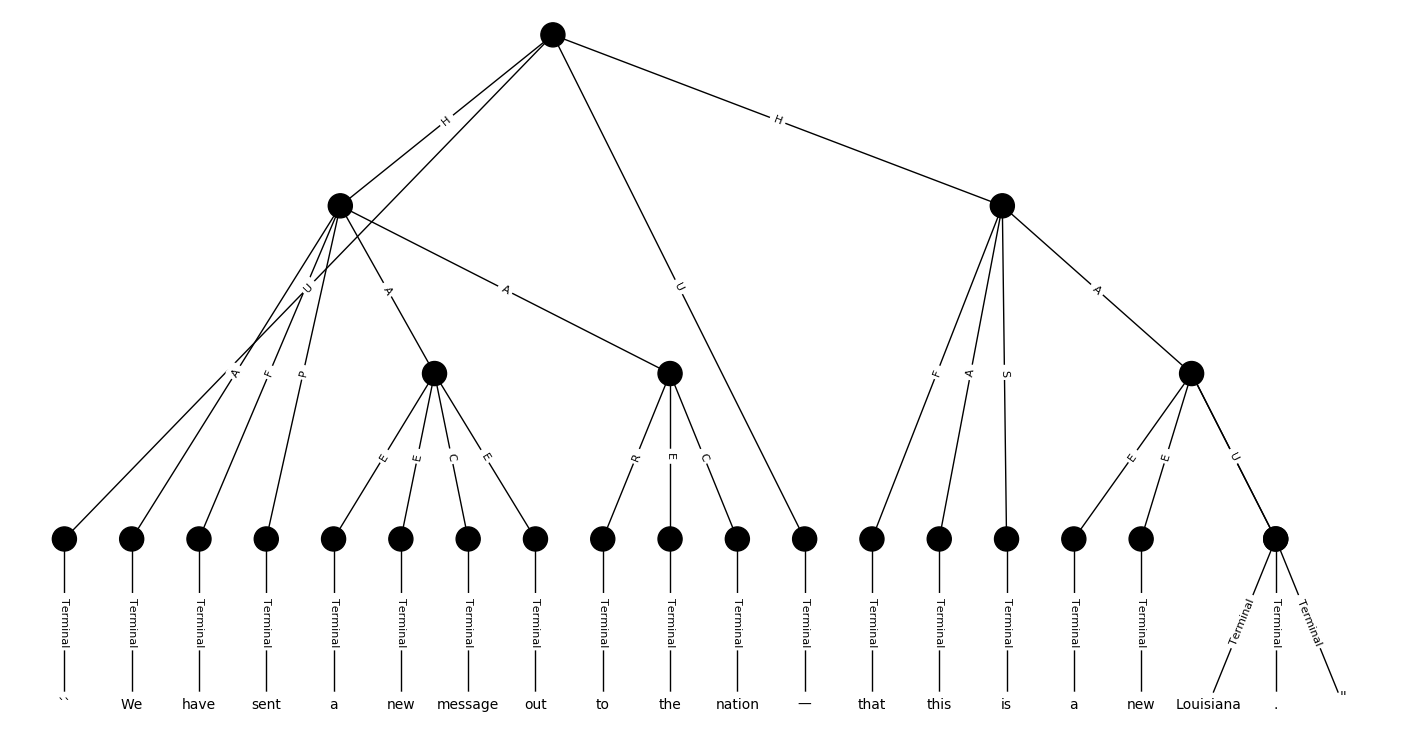 H
H
U
U
A
A
A
A
F
P
F
A
S
E
E
C
E
R
E
C
E
E
U
Terminal Terminal Terminal Terminal Terminal Terminal Terminal Terminal Terminal Terminal Terminal Terminal Terminal Terminal Terminal Terminal Terminal Terminal Terminal Terminal
`` We have sent a new message out to the nation — that this is a new Louisiana . "